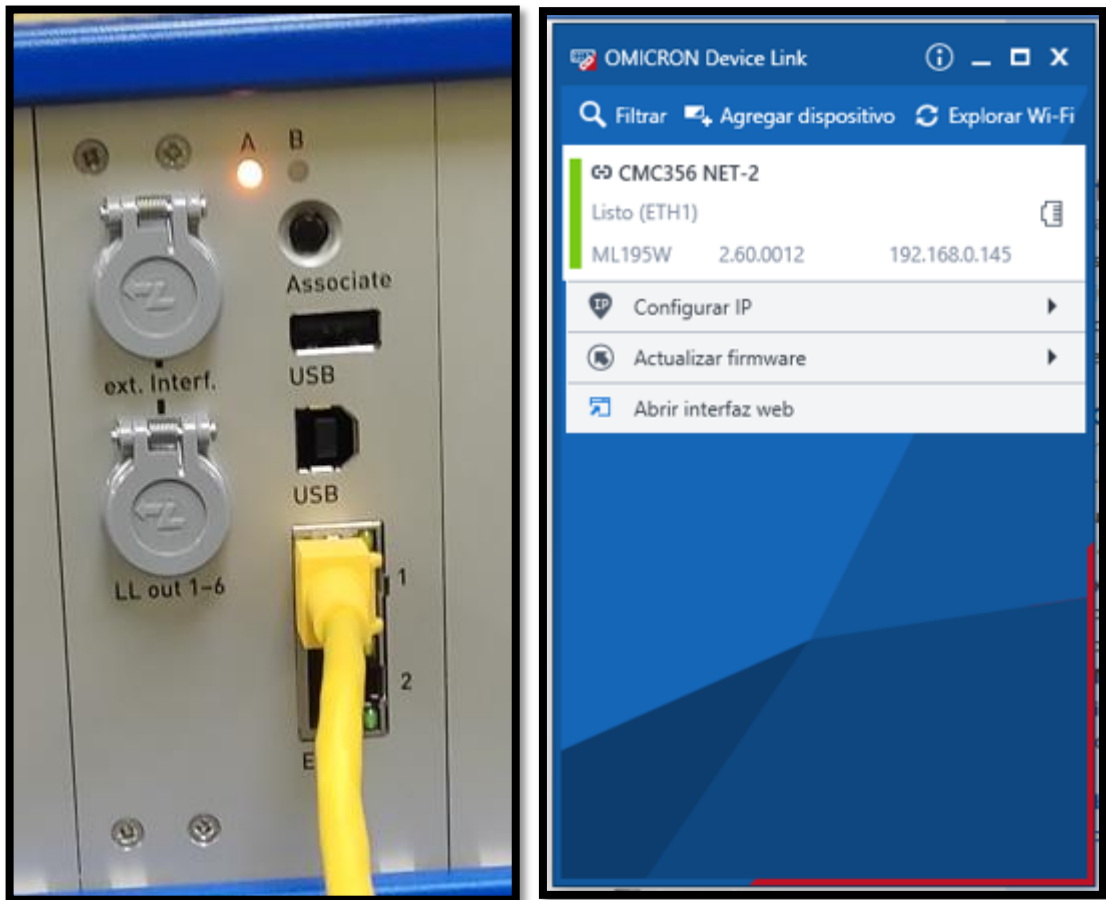 A B
Associate
USB
ext. Interf.
USB
LL out 1-6
1
2
OMICRON Device Link
Filtrar Agregar dispositivo Explorar Wi-Fi
CMC356 NET-2
Listo (ETH1)
ML195W 2.60.0012 192.168.0.145
IP Configurar IP
Actualizar firmware
Abrir interfaz web